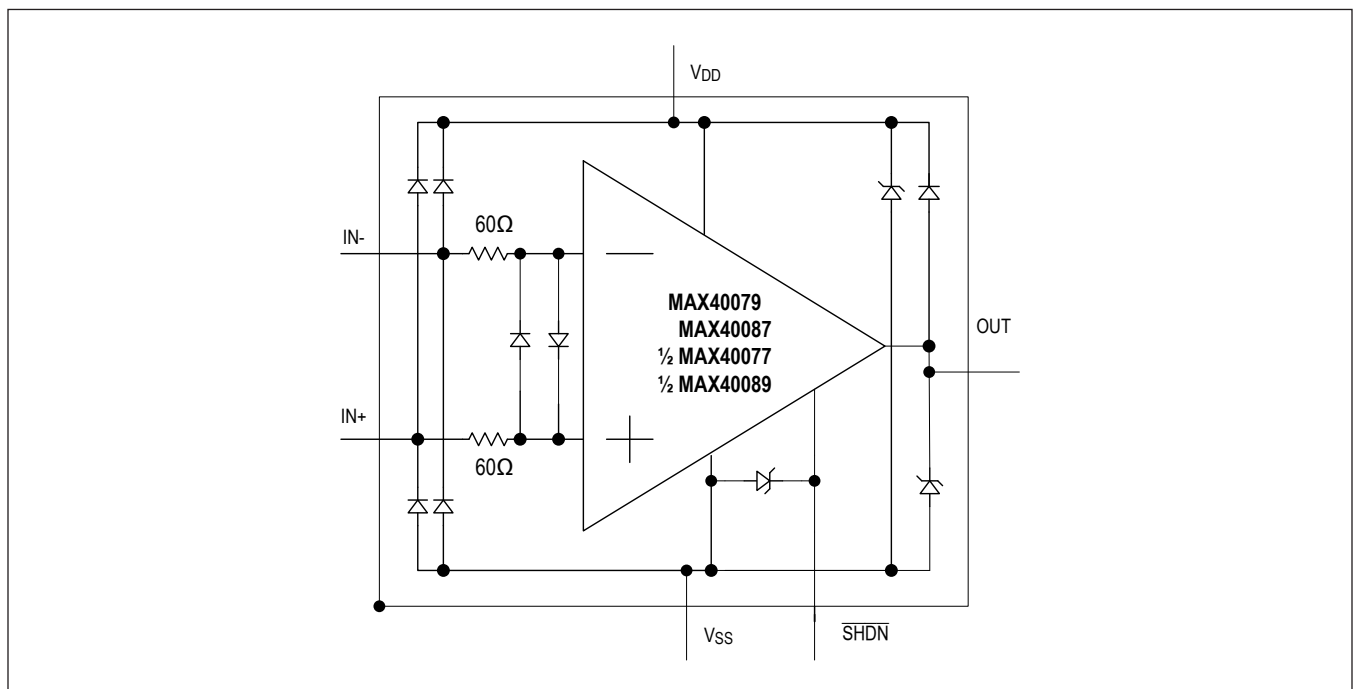 VDD
60Ω
IN-
MAX40079
MAX40087
½ MAX40077
½ MAX40089
OUT
IN+
60Ω
VSS
SHDN